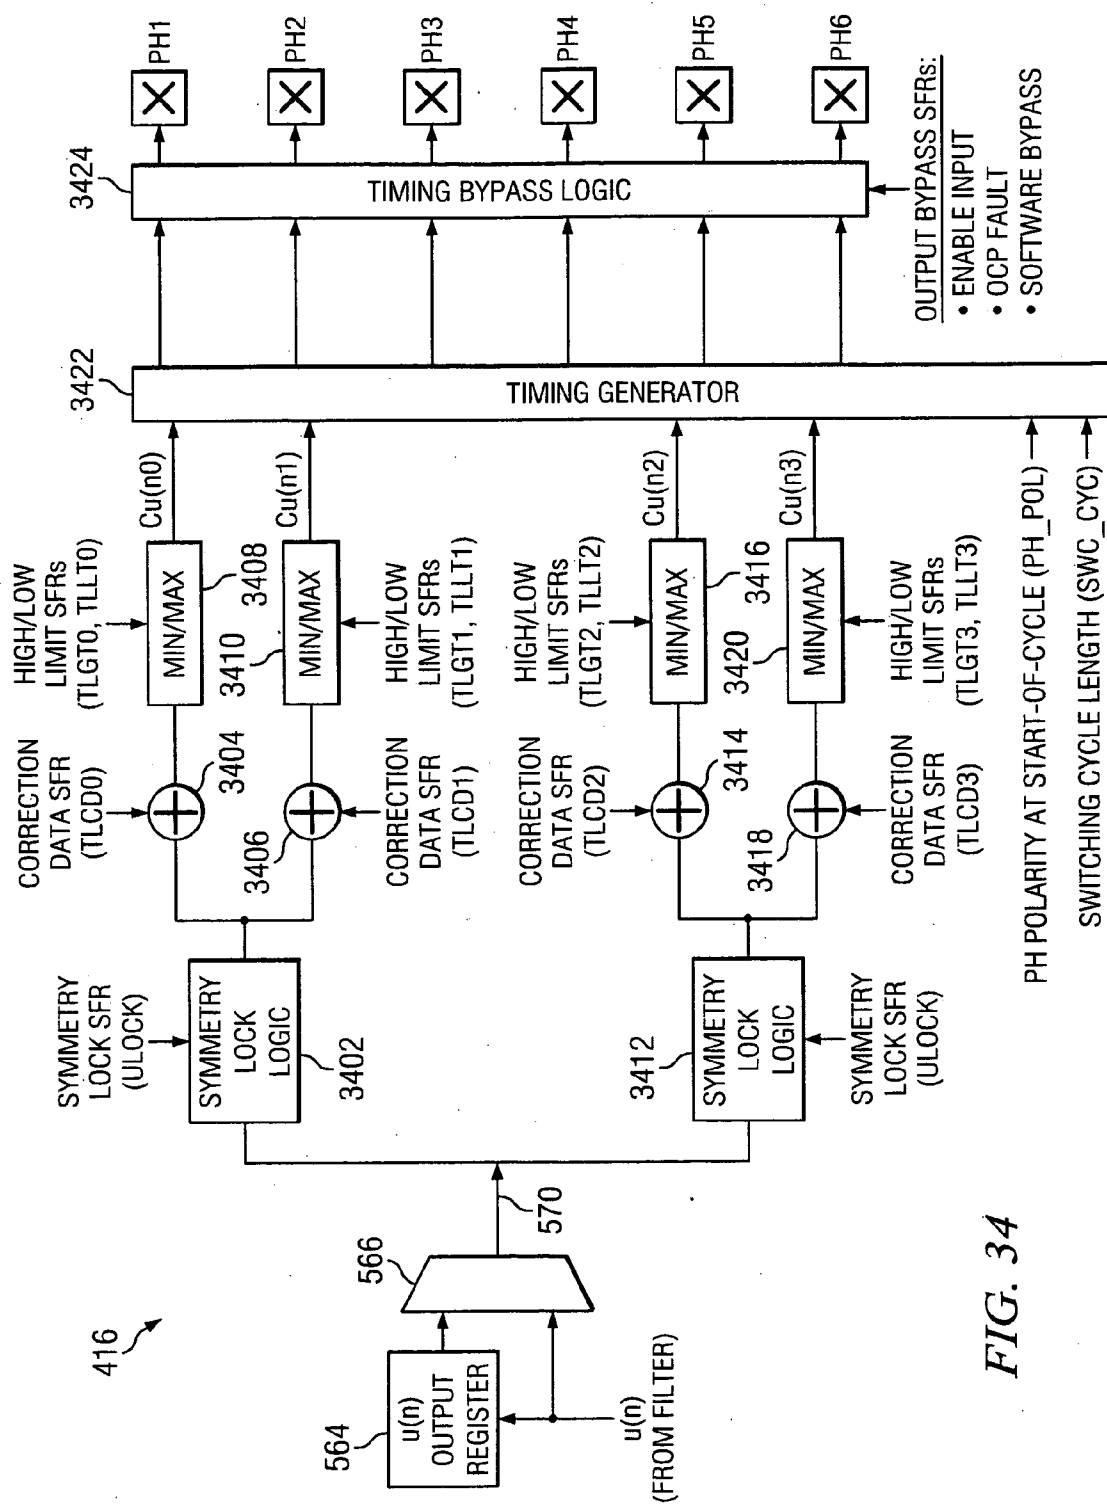 416
564
u(n)
OUTPUT
REGISTER
u(n)
(FROM FILTER)
566
570
SYMMETRY
LOCK SFR
(ULOCK)
SYMMETRY
LOCK
LOGIC
3402
3412
SYMMETRY
LOCK
LOGIC
SYMMETRY
LOCK SFR
(ULOCK)
CORRECTION
DATA SFR
(TLCD0)
3404
3406
CORRECTION
DATA SFR
(TLCD1)
CORRECTION
DATA SFR
(TLCD2)
3414
3418
CORRECTION
DATA SFR
(TLCD3)
HIGH/LOW
LIMIT SFRs
(TLGT0, TLLT0)
MIN/MAX
3408
3410
MIN/MAX
HIGH/LOW
LIMIT SFRs
(TLGT1, TLLT1)
HIGH/LOW
LIMIT SFRs
(TLGT2, TLLT2)
MIN/MAX
3416
3420
MIN/MAX
HIGH/LOW
LIMIT SFRs
(TLGT3, TLLT3)
Cu(n0)
Cu(n1)
Cu(n2)
Cu(n3)
PH POLARITY AT START-OF-CYCLE (PH_POL)
SWITCHING CYCLE LENGTH (SWC_CYC)
3422
TIMING GENERATOR
3424
TIMING BYPASS LOGIC
OUTPUT BYPASS SFRs:
• ENABLE INPUT
• OCP FAULT
• SOFTWARE BYPASS
PH1
PH2
PH3
PH4
PH5
PH6
FIG. 34